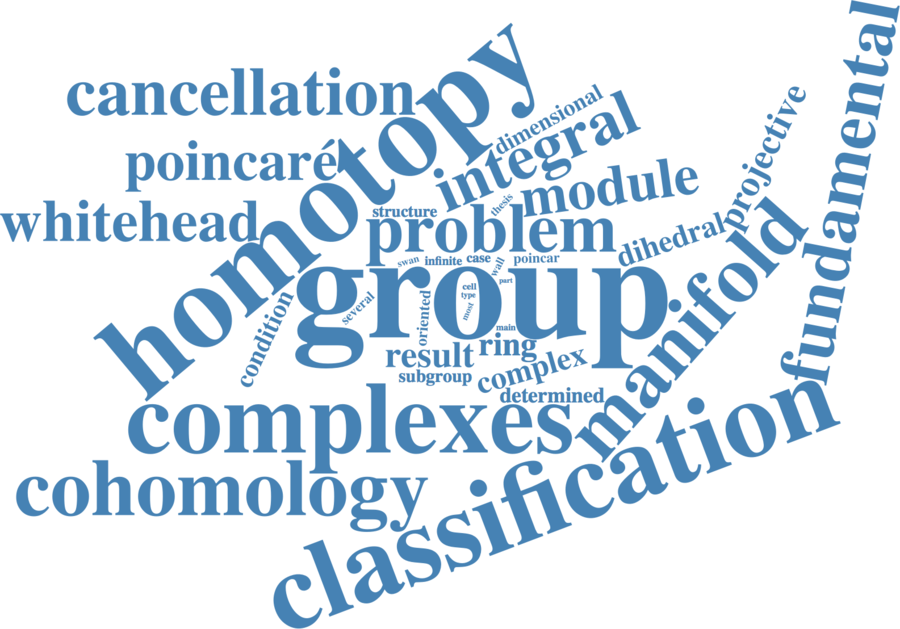 cancellation
homotopy
fundamental
poincaré
dimensional
integral
projective
whitehead
module
thesis
structure
problem
dihedral
manifold
swan
infinite
case
wall
poincar
group
part
cell
type
most
several
oriented
condition
main
result
ring
subgroup
complex
determined
complexes
classification
cohomology